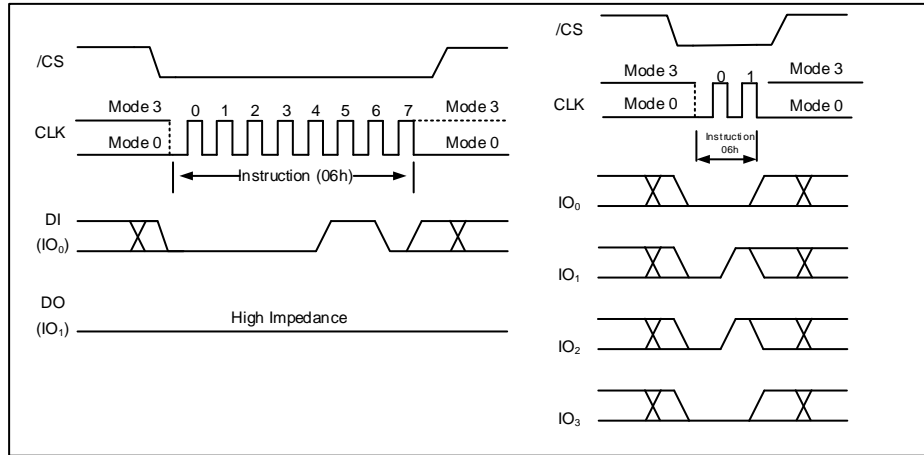 /CS
Mode 3
0 1 2 3 4 5 6 7
Mode 3
CLK
Mode 0
Mode 0
Instruction (06h)
DI
(IO₀)
DO
(IO₁)
High Impedance
/CS
Mode 3
0 1
Mode 3
CLK
Mode 0
Mode 0
Instruction
06h
IO₀
IO₁
IO₂
IO₃